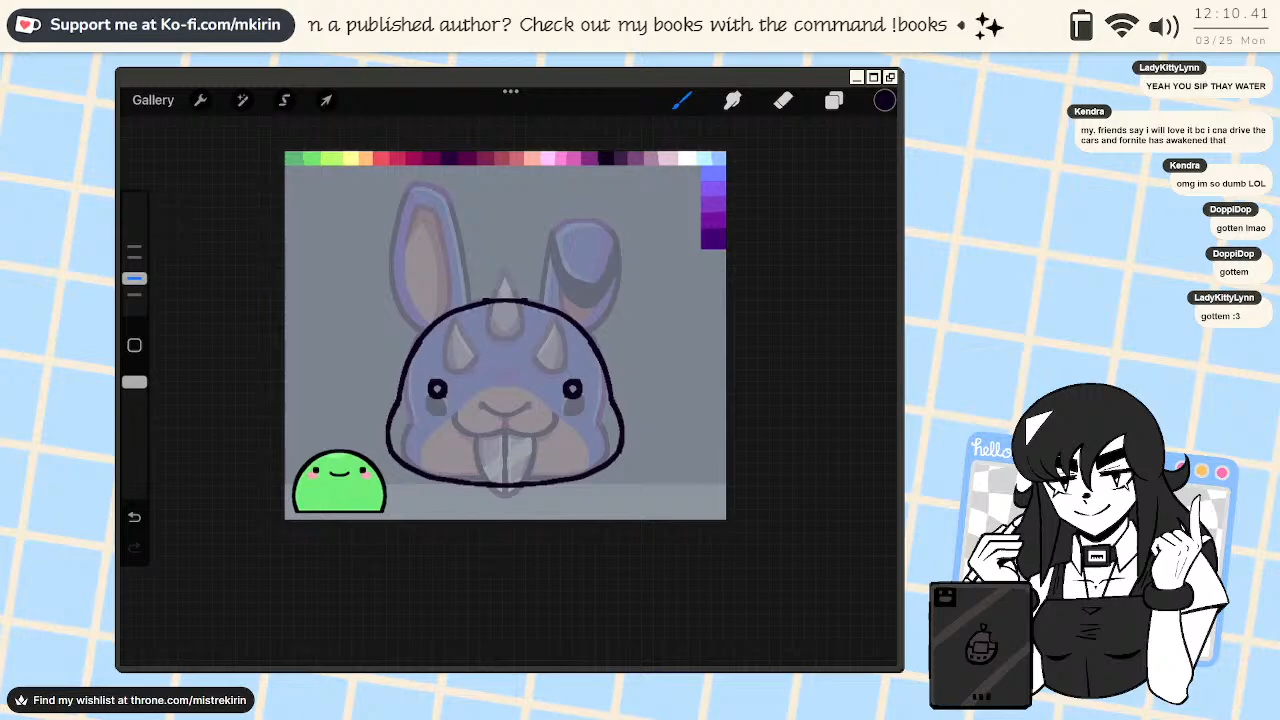 Support me at Ko-fi.com/mkirin
n a published author? Check out my books with the command !books
12:10.41
03/25 Mon
Gallery
LadyKittyLynn
YEAH YOU SIP THAY WATER
Kendra
my. friends say i will love it bc i cna drive the
cars and fornite has awakened that
Kendra
omg im so dumb LOL
DoppiDop
gotten lmao
DoppiDop
gottem
LadyKittyLynn
gottem :3
hello
Find my wishlist at throne.com/mistrekirin